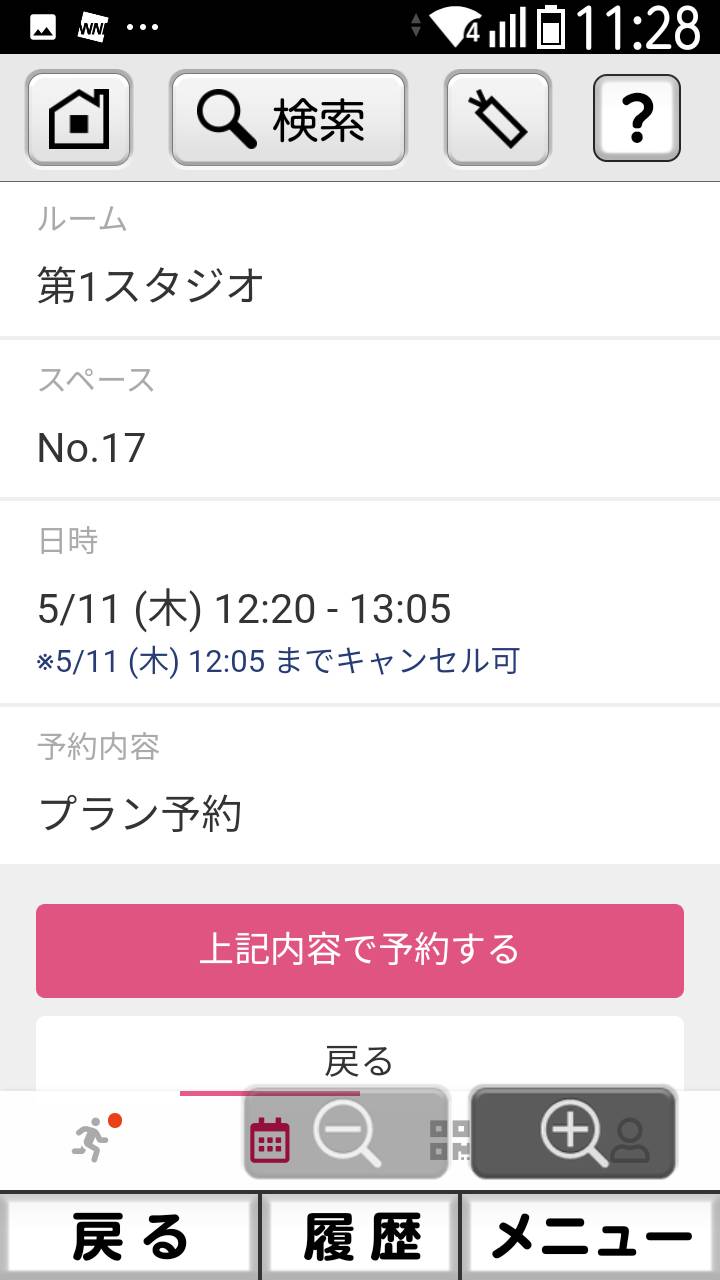 11:28
検索
?
ルーム
第1スタジオ
スペース
No.17
日時
5/11 (木) 12:20 - 13:05
※5/11 (木) 12:05 までキャンセル可
予約内容
プラン予約
上記内容で予約する
戻る
戻る 履歴 メニュー